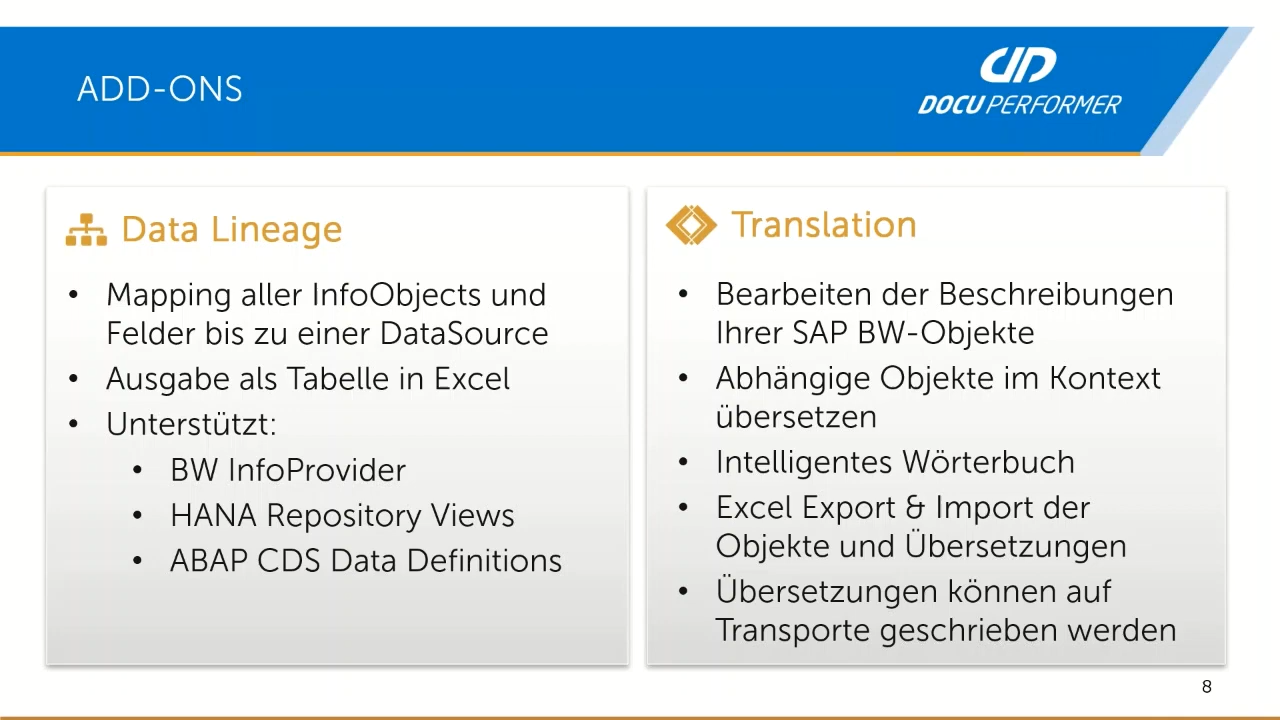 ADD-ONS
DOCU PERFORMER
Data Lineage
• Mapping aller InfoObjects und
Felder bis zu einer DataSource
• Ausgabe als Tabelle in Excel
• Unterstützt:
• BW InfoProvider
• HANA Repository Views
• ABAP CDS Data Definitions
Translation
• Bearbeiten der Beschreibungen
Ihrer SAP BW-Objekte
• Abhängige Objekte im Kontext
übersetzen
• Intelligentes Wörterbuch
• Excel Export & Import der
Objekte und Übersetzungen
• Übersetzungen können auf
Transporte geschrieben werden
8